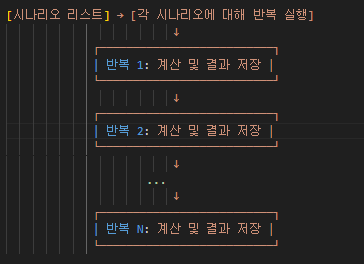 [시나리오 리스트] → [각 시나리오에 대해 반복 실행]
↓
반복 1: 계산 및 결과 저장
↓
반복 2: 계산 및 결과 저장
↓
...
↓
반복 N: 계산 및 결과 저장